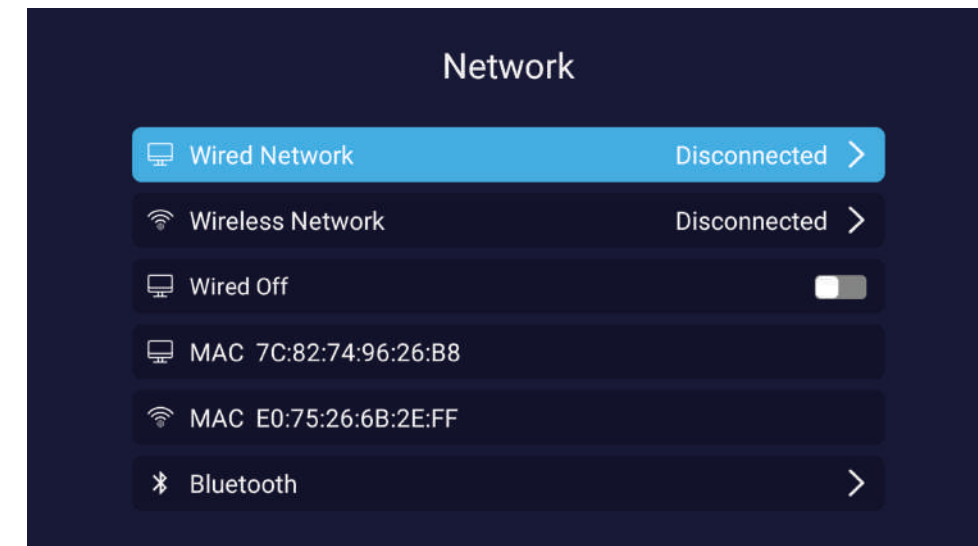 Network
Wired Network Disconnected
Wireless Network Disconnected
Wired Off
MAC 7C:82:74:96:26:B8
MAC E0:75:26:6B:2E:FF
Bluetooth